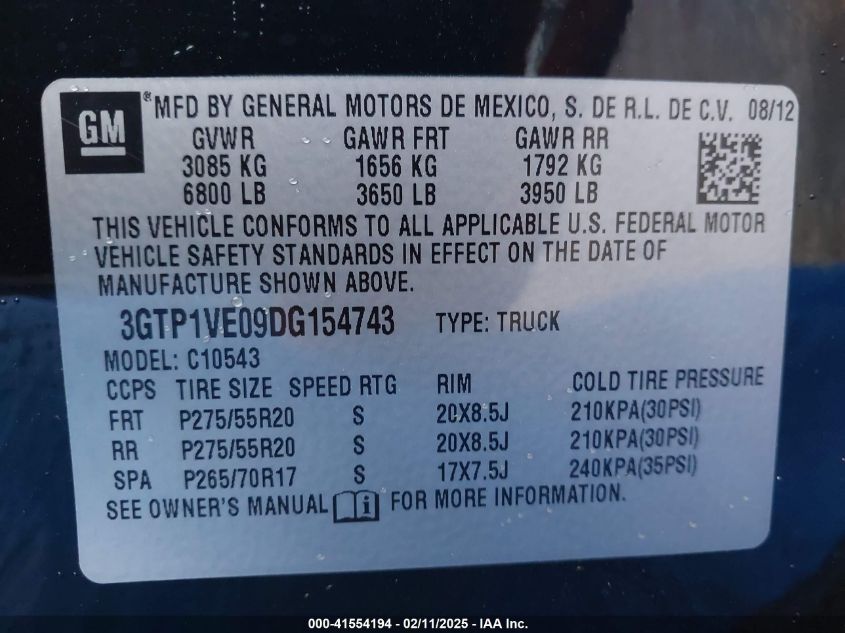 GM ® MFD BY GENERAL MOTORS DE MEXICO, S. DE R.L. DE C.V. 08/12
GVWR GAWR FRT GAWR RR
3085 KG 1656 KG 1792 KG
6800 LB 3650 LB 3950 LB
THIS VEHICLE CONFORMS TO ALL APPLICABLE U.S. FEDERAL MOTOR
VEHICLE SAFETY STANDARDS IN EFFECT ON THE DATE OF
MANUFACTURE SHOWN ABOVE.
3GTP1VE09DG154743 TYPE: TRUCK
MODEL: C10543
CCPS TIRE SIZE SPEED RTG RIM COLD TIRE PRESSURE
FRT P275/55R20 S 20X8.5J 210KPA(30PSI)
RR P275/55R20 S 20X8.5J 210KPA(30PSI)
SPA P265/70R17 S 17X7.5J 240KPA(35PSI)
SEE OWNER'S MANUAL i FOR MORE INFORMATION.
000-41554194 - 02/11/2025 - IAA Inc.